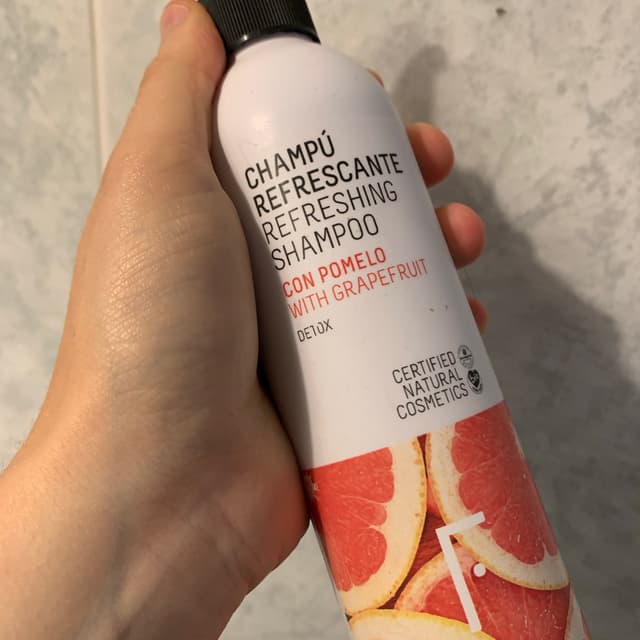 CHAMPÚ
REFRESCANTE
REFRESHING
SHAMPOO
CON POMELO
WITH GRAPEFRUIT
DETOX
CERTIFIED
NATURAL
COSMETICS